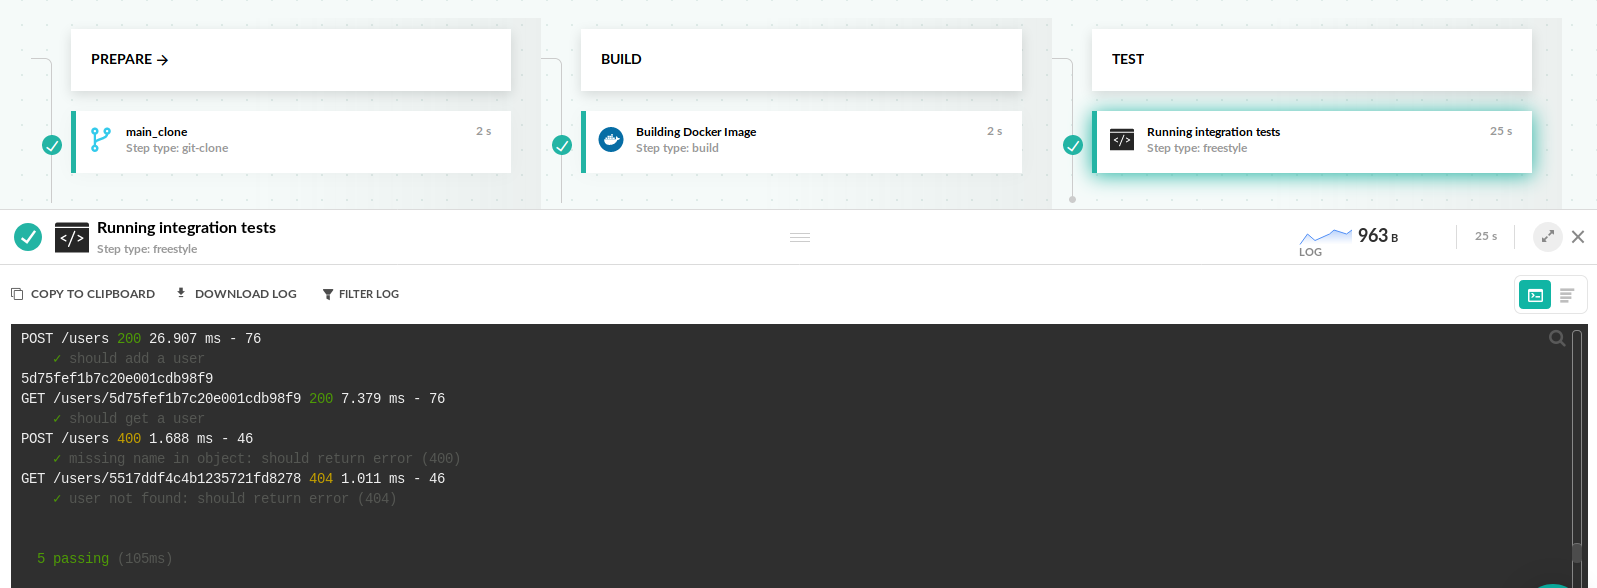 PREPARE →
BUILD
TEST
main_clone
2 s
Step type: git-clone
Building Docker Image
2 s
Step type: build
</>
Running integration tests
25 s
Step type: freestyle
</>
Running integration tests
Step type: freestyle
LOG
963 B
25 s
COPY TO CLIPBOARD
DOWNLOAD LOG
FILTER LOG
POST /users 200 26.907 ms - 76
✓ should add a user
5d75fef1b7c20e001cdb98f9
GET /users/5d75fef1b7c20e001cdb98f9 200 7.379 ms - 76
✓ should get a user
POST /users 400 1.688 ms - 46
✓ missing name in object: should return error (400)
GET /users/5517ddf4c4b1235721fd8278 404 1.011 ms - 46
✓ user not found: should return error (404)
5 passing (105ms)